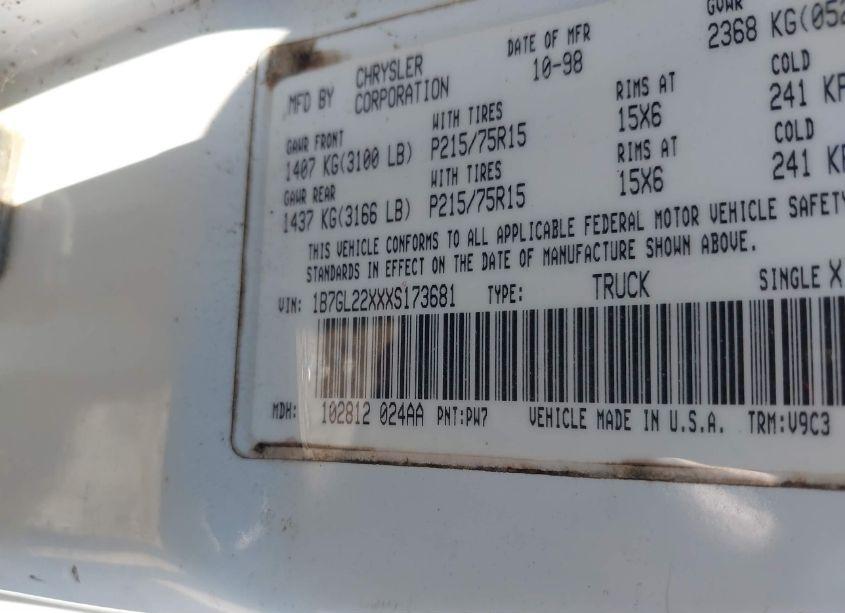 MFD BY CHRYSLER CORPORATION DATE OF MFR 10-98 GVWR 2368 KG(052
GAWR FRONT 1407 KG(3100 LB) WITH TIRES P215/75R15 RIMS AT 15X6 COLD 241
GAWR REAR 1437 KG(3166 LB) WITH TIRES P215/75R15 RIMS AT 15X6 COLD 241
THIS VEHICLE CONFORMS TO ALL APPLICABLE FEDERAL MOTOR VEHICLE SAFETY
STANDARDS IN EFFECT ON THE DATE OF MANUFACTURE SHOWN ABOVE.
VIN: 1B7GL22XXXS173681 TYPE: TRUCK SINGLE X
MDH: 102812 024AA PNT:PW7 VEHICLE MADE IN U.S.A. TRM:V9C3